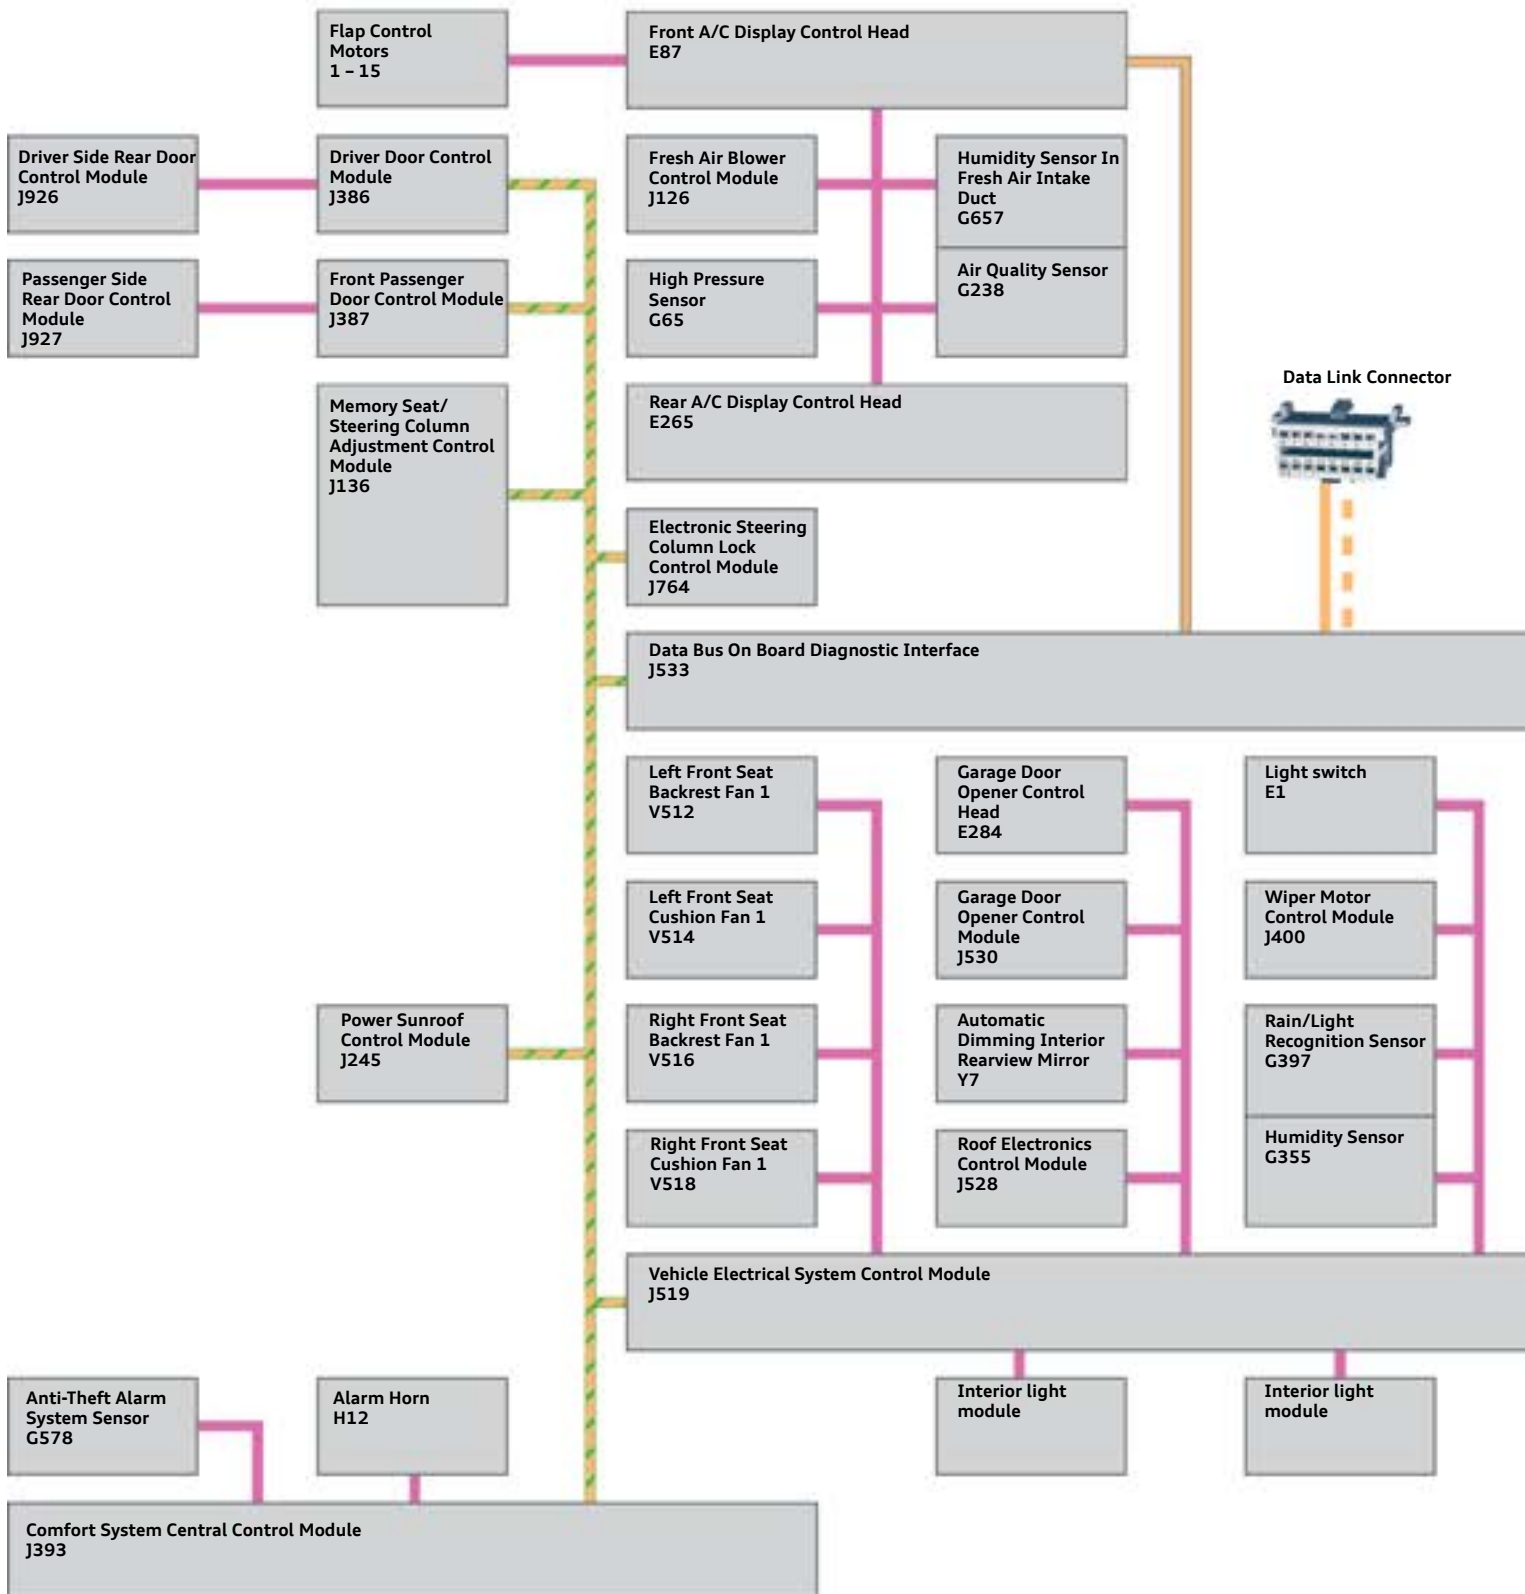 Flap Control
Motors
1 – 15
Front A/C Display Control Head
E87
Driver Side Rear Door
Control Module
J926
Driver Door Control
Module
J386
Fresh Air Blower
Control Module
J126
Humidity Sensor In
Fresh Air Intake
Duct
G657
Passenger Side
Rear Door Control
Module
J927
Front Passenger
Door Control Module
J387
High Pressure
Sensor
G65
Air Quality Sensor
G238
Memory Seat/
Steering Column
Adjustment Control
Module
J136
Rear A/C Display Control Head
E265
Data Link Connector
Electronic Steering
Column Lock
Control Module
J764
Data Bus On Board Diagnostic Interface
J533
Left Front Seat
Backrest Fan 1
V512
Garage Door
Opener Control
Head
E284
Light switch
E1
Left Front Seat
Cushion Fan 1
V514
Garage Door
Opener Control
Module
J530
Wiper Motor
Control Module
J400
Power Sunroof
Control Module
J245
Right Front Seat
Backrest Fan 1
V516
Automatic
Dimming Interior
Rearview Mirror
Y7
Rain/Light
Recognition Sensor
G397
Right Front Seat
Cushion Fan 1
V518
Roof Electronics
Control Module
J528
Humidity Sensor
G355
Vehicle Electrical System Control Module
J519
Anti-Theft Alarm
System Sensor
G578
Alarm Horn
H12
Interior light
module
Interior light
module
Comfort System Central Control Module
J393